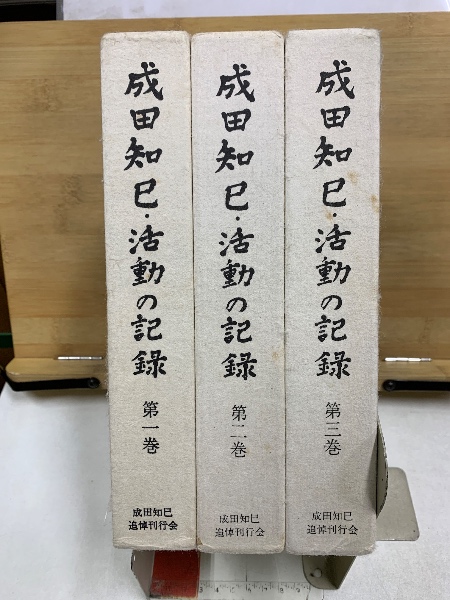 成田知巳・活動の記録
第一巻
成田知巳
追悼刊行会
成田知巳・活動の記録
第二巻
成田知巳
追悼刊行会
成田知巳・活動の記録
第三巻
成田知巳
追悼刊行会